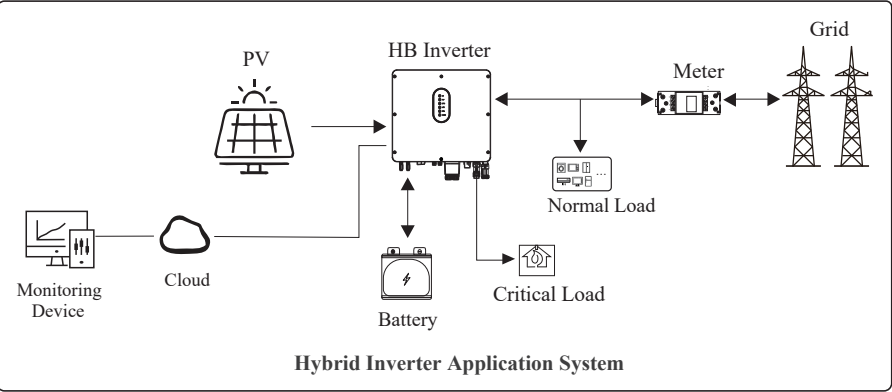 Grid
PV
HB Inverter
Meter
Normal Load
Monitoring
Device
Cloud
Critical Load
Battery
Hybrid Inverter Application System